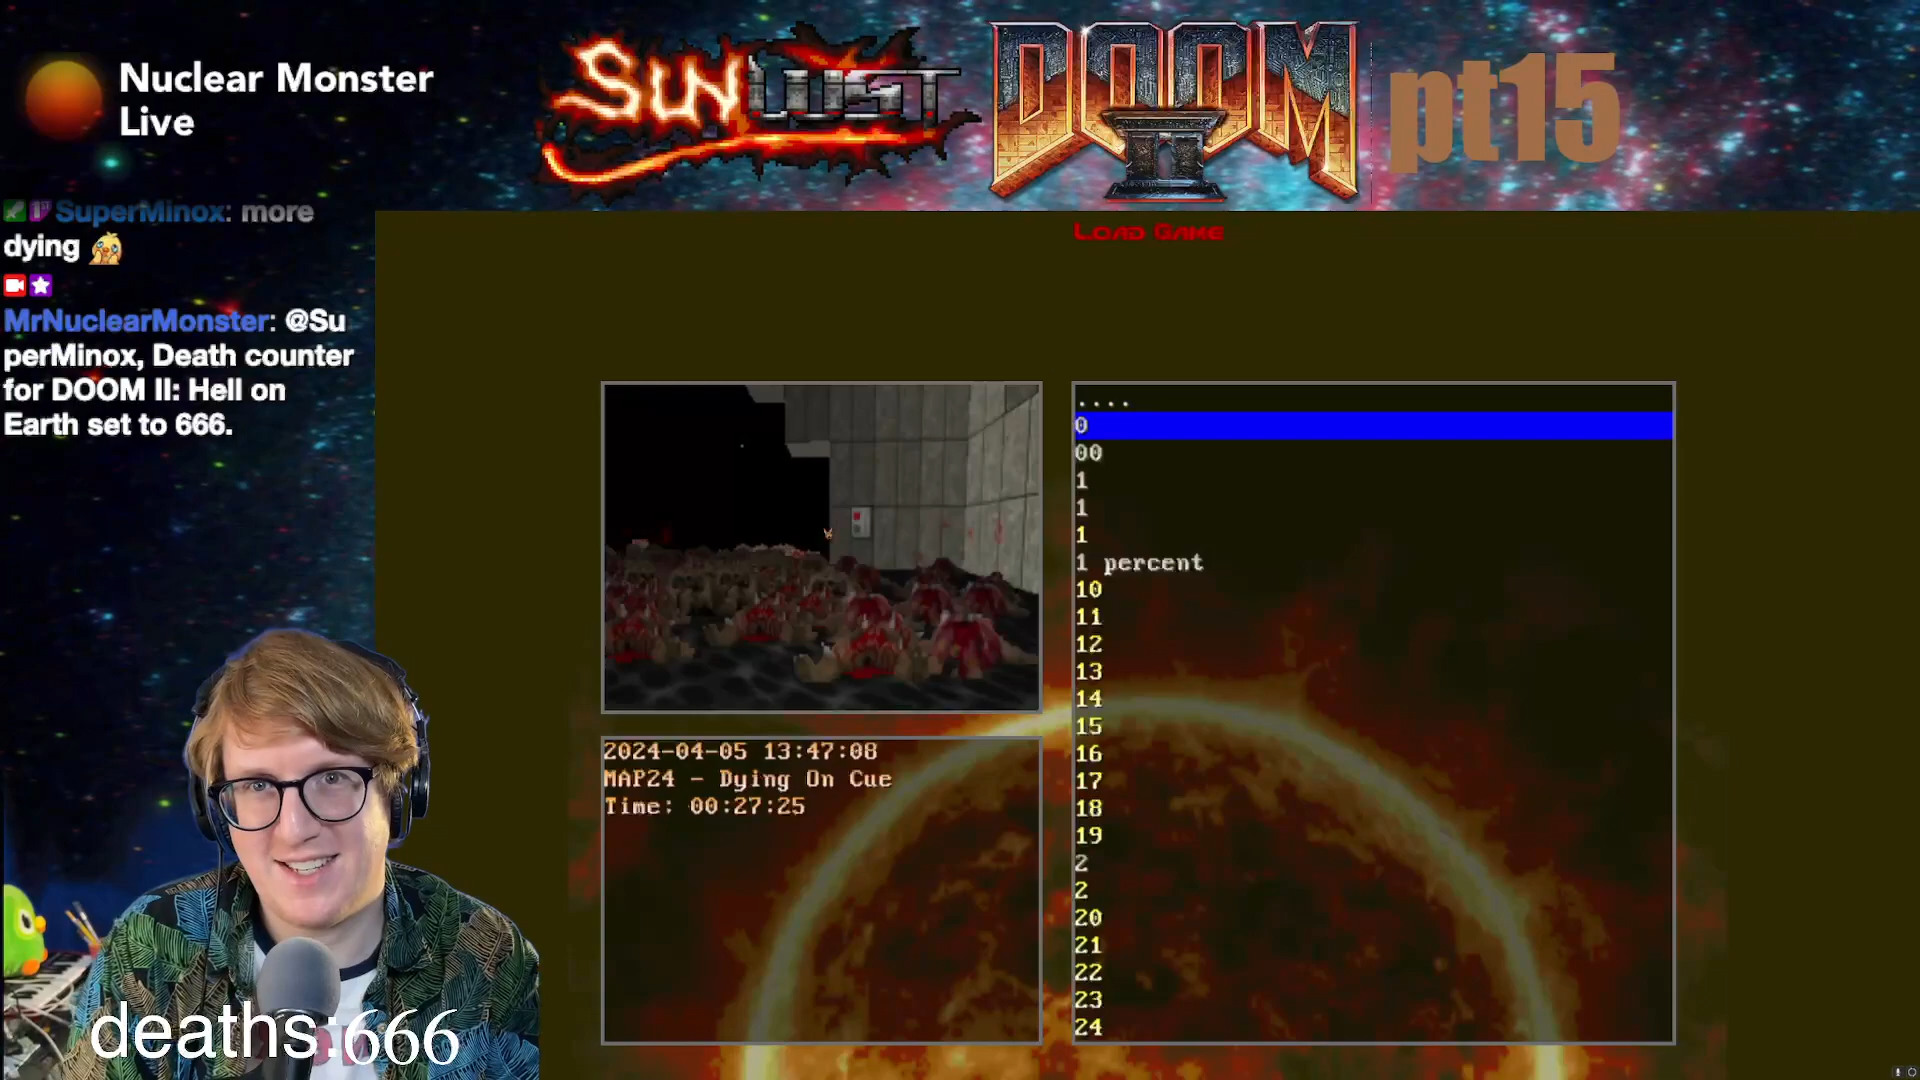 Nuclear Monster
Live
SUNLUST
DOOM
II
pt15
SuperMinox: more
dying
MrNuclearMonster: @Su
perMinox, Death counter
for DOOM II: Hell on
Earth set to 666.
deaths:666
Load Game
2024-04-05 13:47:08
MAP24 - Dying On Cue
Time: 00:27:25
....
0
00
1
1
1
1 percent
10
11
12
13
14
15
16
17
18
19
2
2
20
21
22
23
24